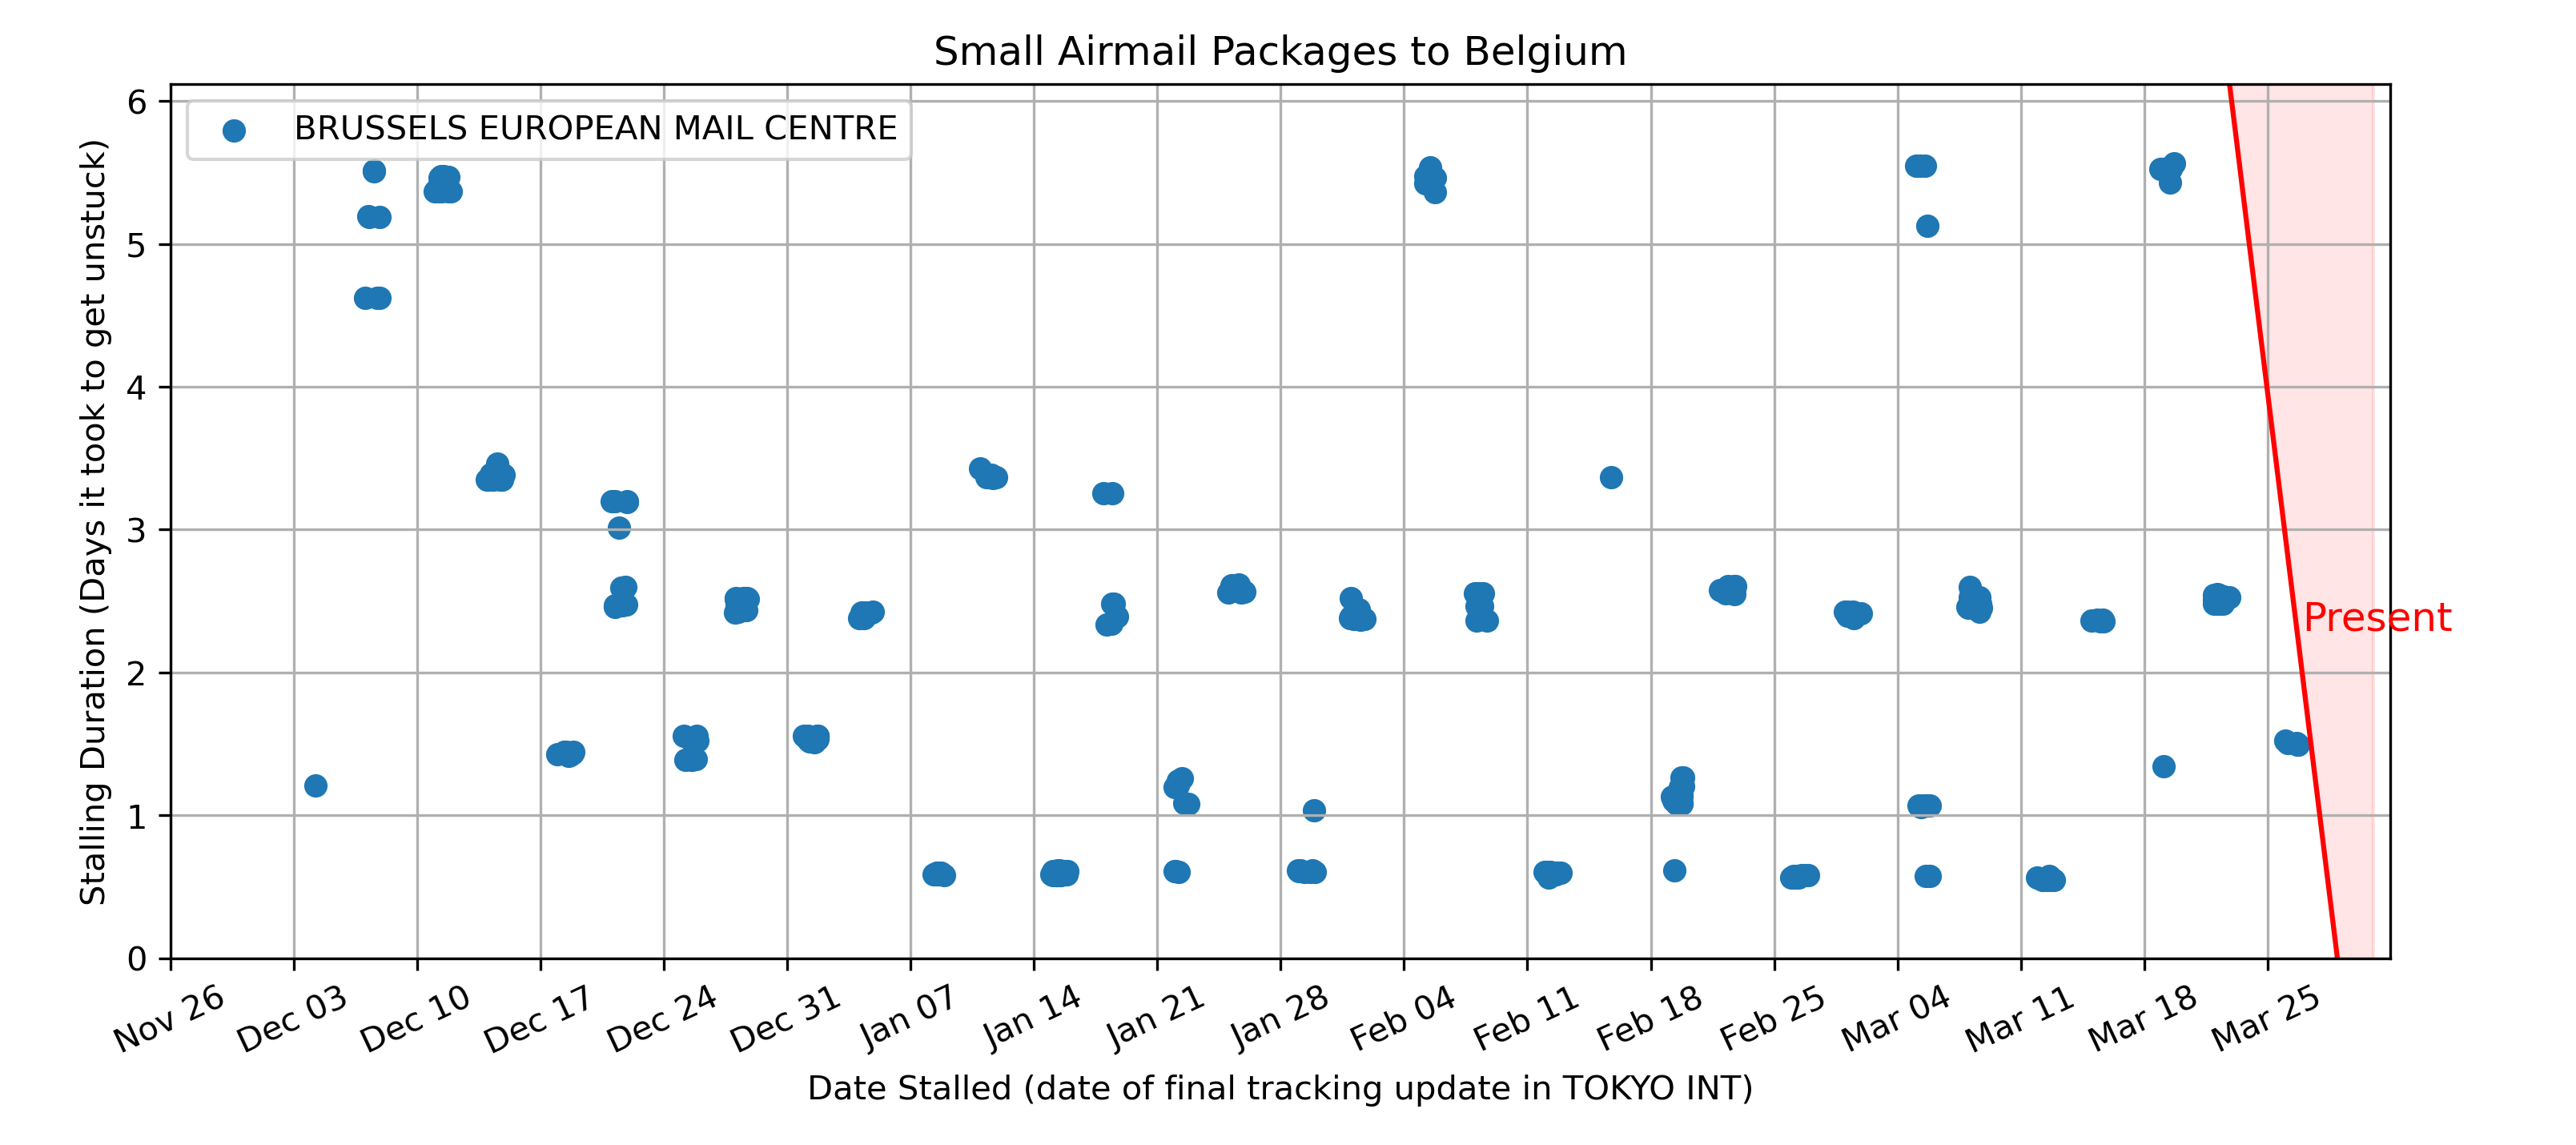 Small Airmail Packages to Belgium
BRUSSELS EUROPEAN MAIL CENTRE
Stalling Duration (Days it took to get unstuck)
6
5
4
3
2
1
0
Present
Nov 26
Dec 03
Dec 10
Dec 17
Dec 24
Dec 31
Jan 07
Jan 14
Jan 21
Jan 28
Feb 04
Feb 11
Feb 18
Feb 25
Mar 04
Mar 11
Mar 18
Mar 25
Date Stalled (date of final tracking update in TOKYO INT)